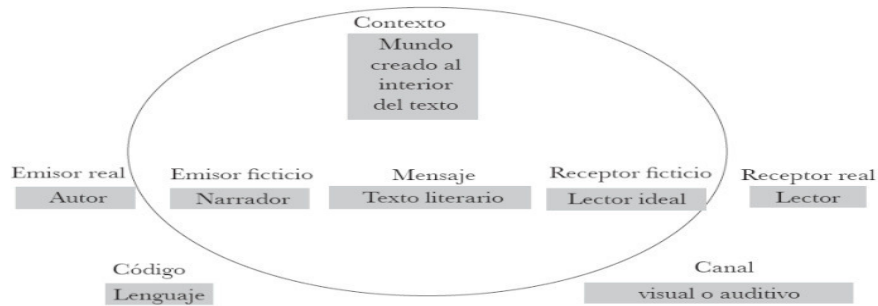 Contexto
Mundo
creado al
interior
del texto
Emisor real
Autor
Emisor ficticio
Narrador
Mensaje
Texto literario
Receptor ficticio
Lector ideal
Receptor real
Lector
Código
Lenguaje
Canal
visual o auditivo